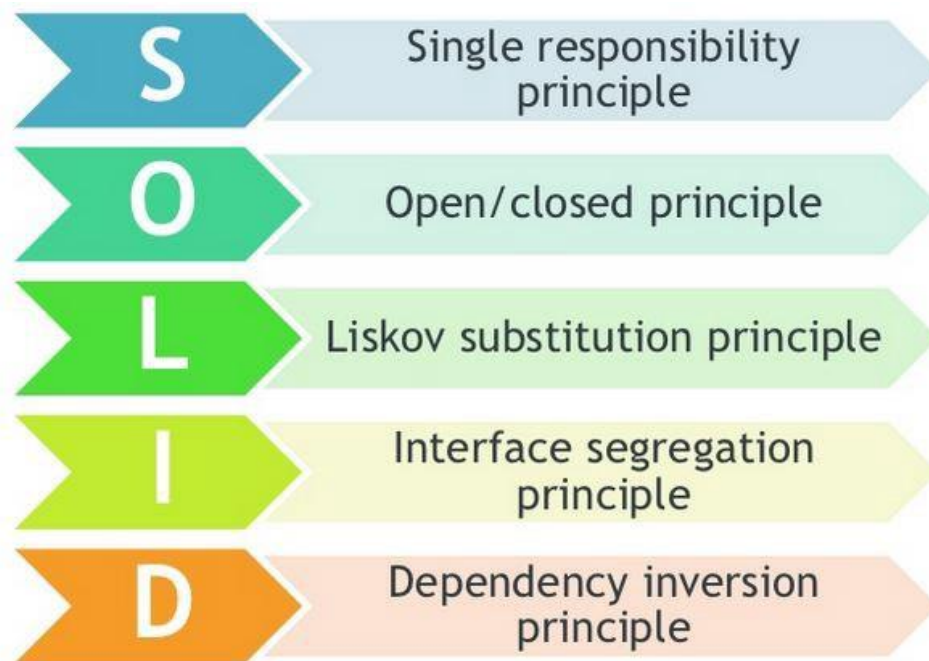 S
Single responsibility
principle
O
Open/closed principle
L
Liskov substitution principle
I
Interface segregation
principle
D
Dependency inversion
principle